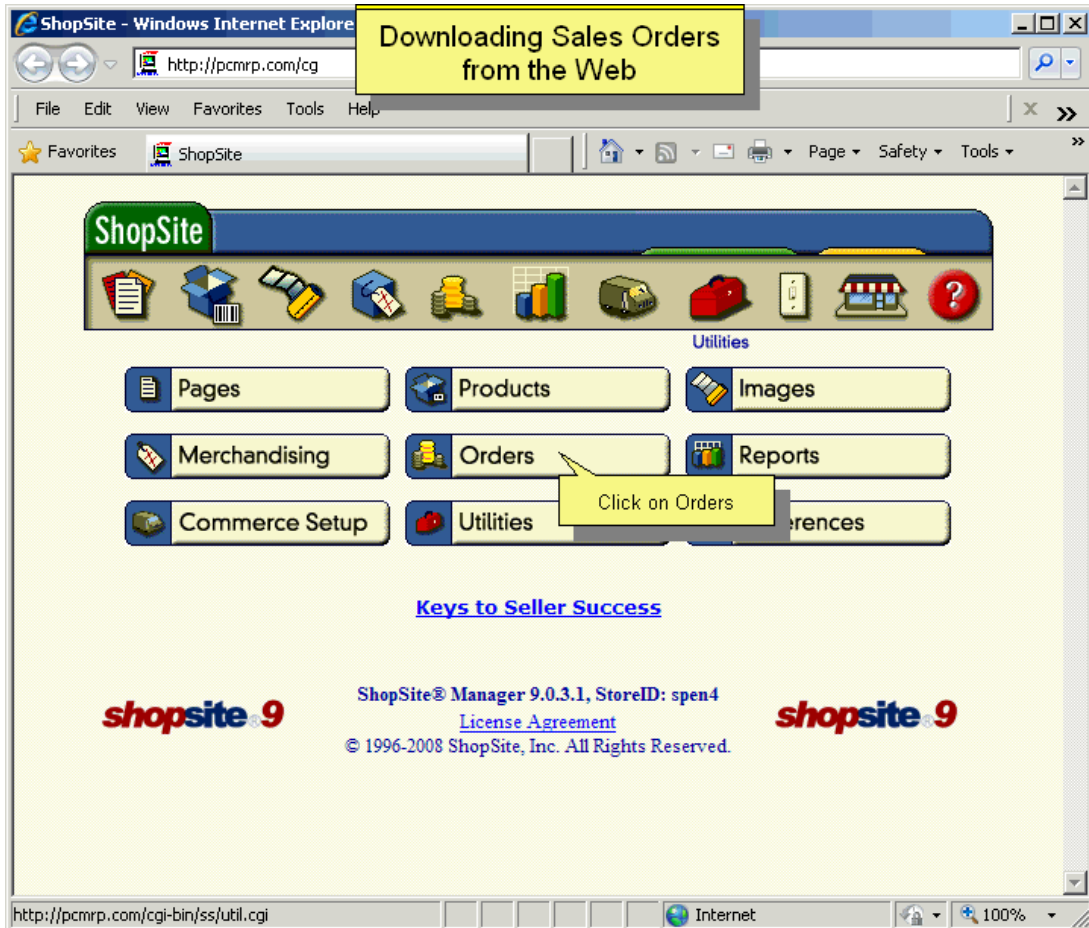 ShopSite - Windows Internet Explore
Downloading Sales Orders
from the Web
http://pcmrp.com/cg
File Edit View Favorites Tools Help
Favorites ShopSite Page Safety Tools
ShopSite
Utilities
Pages Products Images
Merchandising Orders Reports
Click on Orders
Commerce Setup Utilities erences
Keys to Seller Success
shopsite®9 ShopSite® Manager 9.0.3.1, StoreID: spen4 shopsite®9
License Agreement
© 1996-2008 ShopSite, Inc. All Rights Reserved.
http://pcmrp.com/cgi-bin/ss/util.cgi Internet 100%